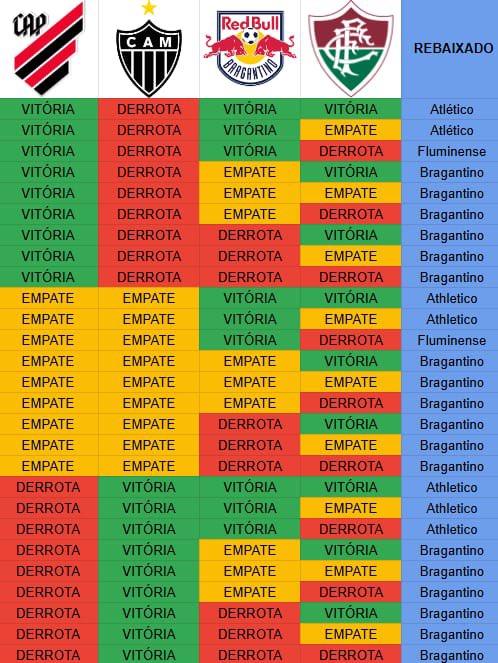 CAP CAM Red Bull BRAGANTINO REBAIXADO
VITÓRIA DERROTA VITÓRIA VITÓRIA Atlético
VITÓRIA DERROTA VITÓRIA EMPATE Atlético
VITÓRIA DERROTA VITÓRIA DERROTA Fluminense
VITÓRIA DERROTA EMPATE VITÓRIA Bragantino
VITÓRIA DERROTA EMPATE EMPATE Bragantino
VITÓRIA DERROTA EMPATE DERROTA Bragantino
VITÓRIA DERROTA DERROTA VITÓRIA Bragantino
VITÓRIA DERROTA DERROTA EMPATE Bragantino
VITÓRIA DERROTA DERROTA DERROTA Bragantino
EMPATE EMPATE VITÓRIA VITÓRIA Athletico
EMPATE EMPATE VITÓRIA EMPATE Athletico
EMPATE EMPATE VITÓRIA DERROTA Fluminense
EMPATE EMPATE EMPATE VITÓRIA Bragantino
EMPATE EMPATE EMPATE EMPATE Bragantino
EMPATE EMPATE EMPATE DERROTA Bragantino
EMPATE EMPATE DERROTA VITÓRIA Bragantino
EMPATE EMPATE DERROTA EMPATE Bragantino
EMPATE EMPATE DERROTA DERROTA Bragantino
DERROTA VITÓRIA VITÓRIA VITÓRIA Athletico
DERROTA VITÓRIA VITÓRIA EMPATE Athletico
DERROTA VITÓRIA VITÓRIA DERROTA Athletico
DERROTA VITÓRIA EMPATE VITÓRIA Bragantino
DERROTA VITÓRIA EMPATE EMPATE Bragantino
DERROTA VITÓRIA EMPATE DERROTA Bragantino
DERROTA VITÓRIA DERROTA VITÓRIA Bragantino
DERROTA VITÓRIA DERROTA EMPATE Bragantino
DERROTA VITÓRIA DERROTA DERROTA Bragantino